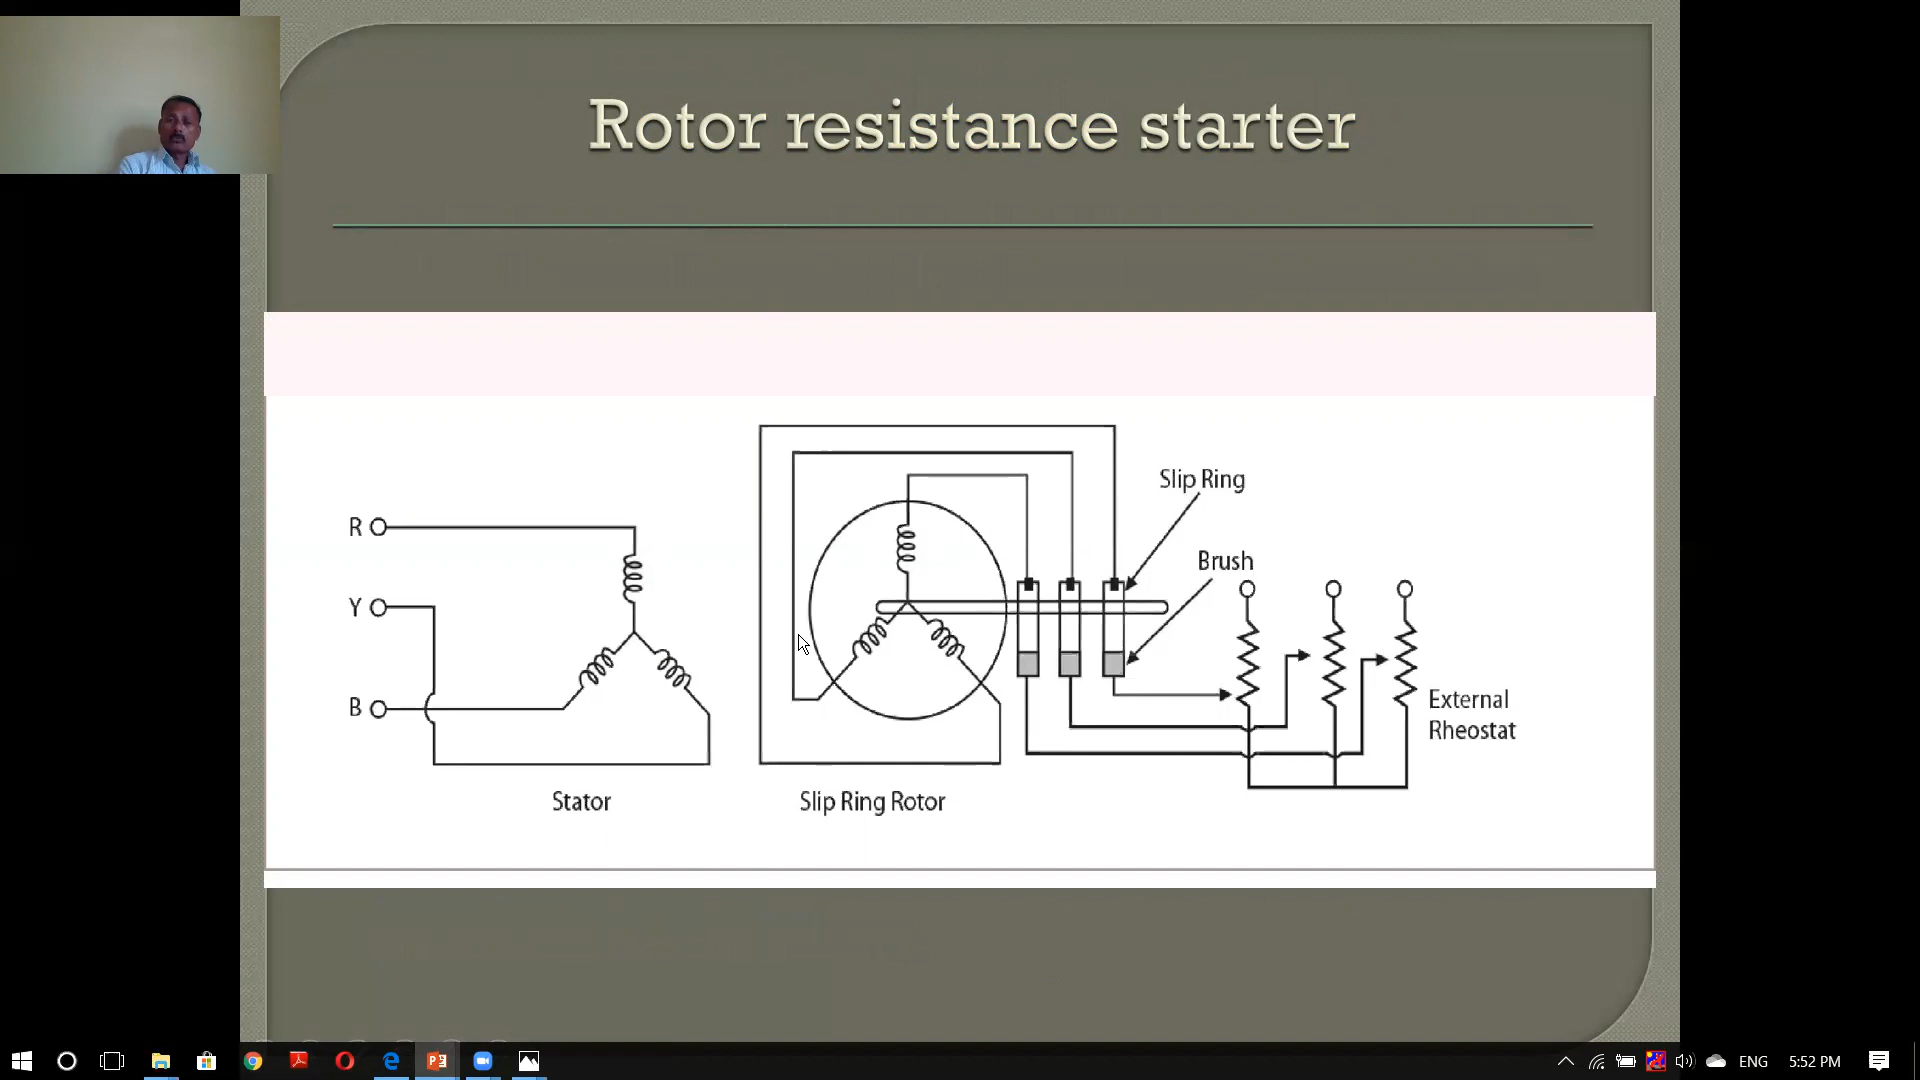 Rotor resistance starter
Slip Ring
R
Brush
Y
B
External
Rheostat
Stator
Slip Ring Rotor
ENG
5:52 PM